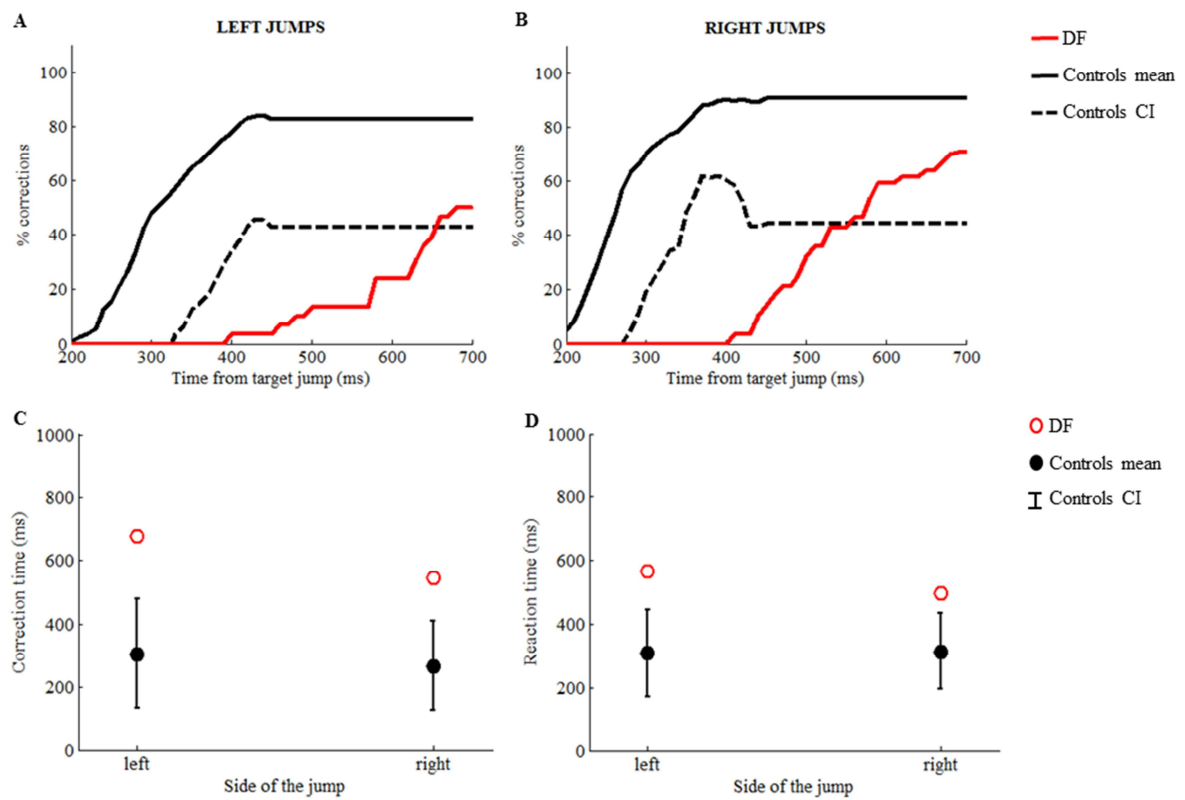 A
LEFT JUMPS
100
80
60
40
20
0
% corrections
200
300
400
500
600
700
Time from target jump (ms)
B
RIGHT JUMPS
100
80
60
40
20
0
% corrections
200
300
400
500
600
700
Time from target jump (ms)
DF
Controls mean
Controls CI
C
1000
800
600
400
200
0
Correction time (ms)
left
right
Side of the jump
D
1000
800
600
400
200
0
Reaction time (ms)
left
right
Side of the jump
DF
Controls mean
Controls CI